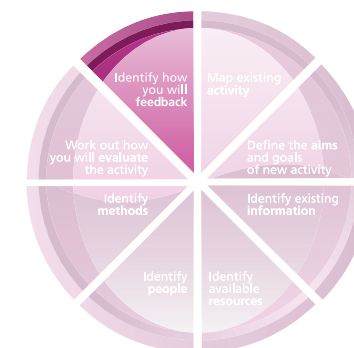 Identify how
you will
feedback
Map existing
activity
Work out how
you will evaluate
the activity
Define the aims
and goals
of new activity
Identify
methods
Identify existing
information
Identify
people
Identify
available
resources